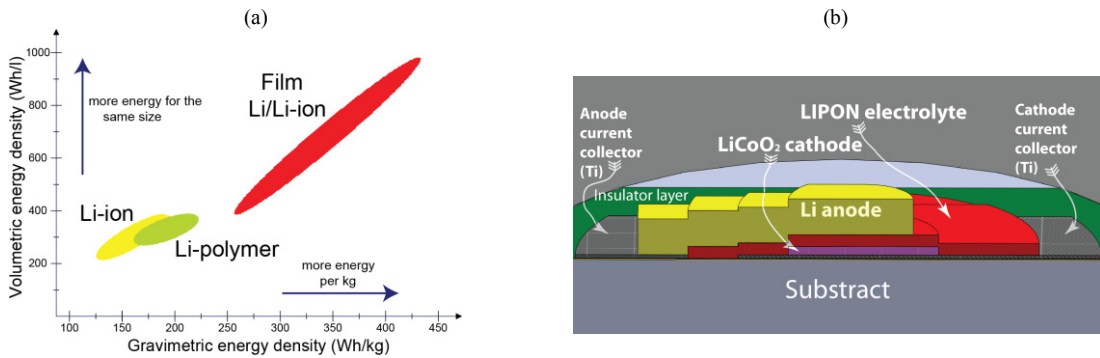 (a)
Volumetric energy density (Wh/l)
1000
800
600
400
200
more energy for the
same size
Film
Li/Li-ion
Li-ion
Li-polymer
more energy
per kg
100
150
200
250
300
350
400
450
Gravimetric energy density (Wh/kg)
(b)
Anode
current
collector
(Ti)
LIPON electrolyte
LiCoO₂ cathode
Cathode
current
collector
(Ti)
Insulator layer
Li anode
Substract